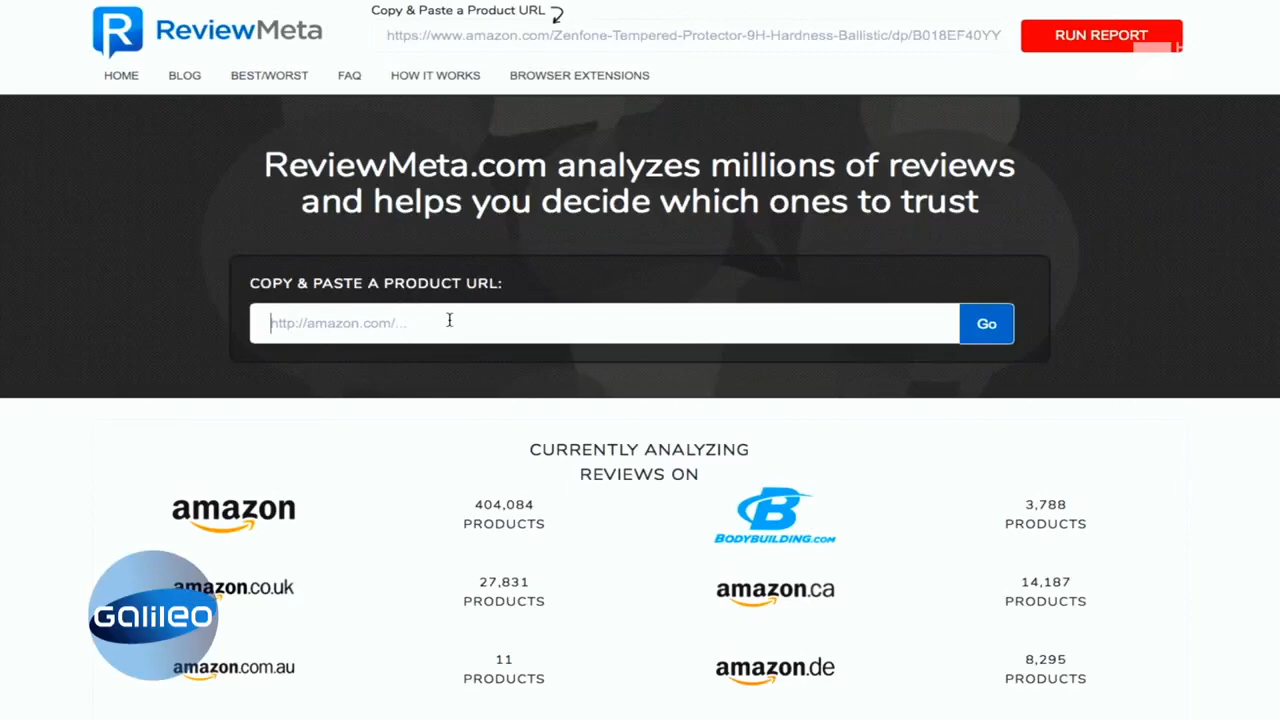 Copy & Paste a Product URL
ReviewMeta
https://www.amazon.com/Zenfone-Tempered-Protector-9H-Hardness-Ballistic/dp/B018EF40YY
RUN REPORT
HOME BLOG BEST/WORST FAQ HOW IT WORKS BROWSER EXTENSIONS
ReviewMeta.com analyzes millions of reviews
and helps you decide which ones to trust
COPY & PASTE A PRODUCT URL:
http://amazon.com/...
Go
CURRENTLY ANALYZING
REVIEWS ON
amazon
404,084
PRODUCTS
BODYBUILDING.COM
3,788
PRODUCTS
amazon.co.uk
27,831
PRODUCTS
amazon.ca
14,187
PRODUCTS
Galileo
amazon.com.au
11
PRODUCTS
amazon.de
8,295
PRODUCTS